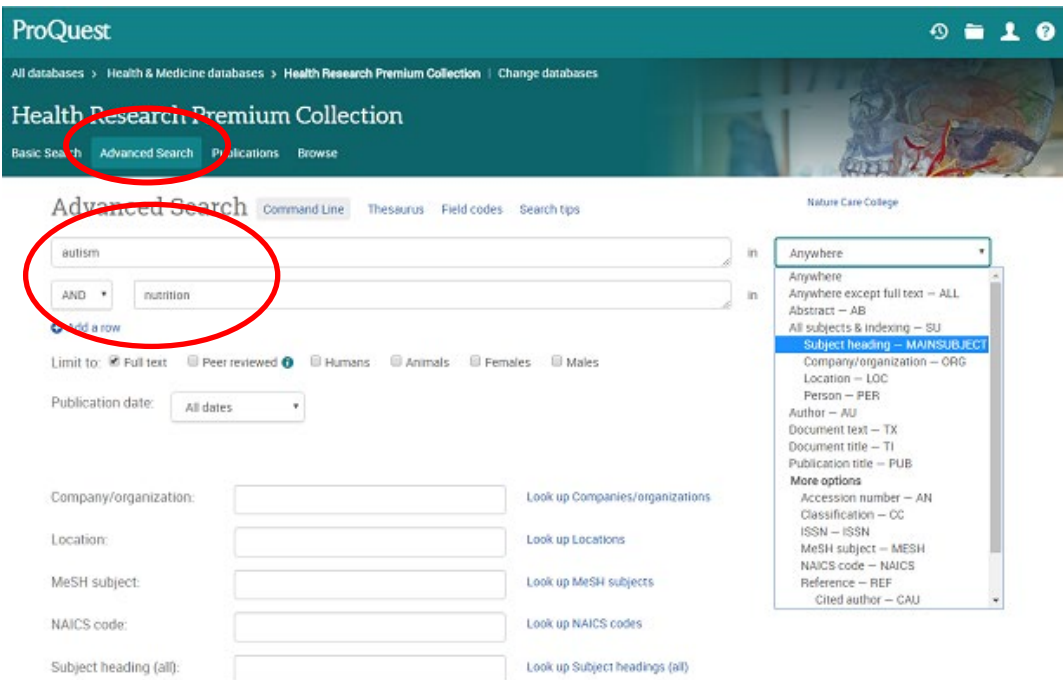 ProQuest
All databases > Health & Medicine databases > Health Research Premium Collection | Change databases
Health Research Premium Collection
Basic Search Advanced Search Publications Browse
Advanced Search Command Line Thesaurus Field codes Search tips
Nature Care College
autism in Anywhere
AND nutrition in
Add a row
Limit to: Full text Peer reviewed Humans Animals Females Males
Publication date: All dates
Anywhere
Anywhere except full text — ALL
Abstract — AB
All subjects & indexing — SU
Subject heading — MAINSUBJECT
Company/organization — ORG
Location — LOC
Person — PER
Author — AU
Document text — TX
Document title — TI
Publication title — PUB
More options
Accession number — AN
Classification — CC
ISSN — ISSN
MeSH subject — MESH
NAICS code — NAICS
Reference — REF
Cited author — CAU
Company/organization: Look up Companies/organizations
Location: Look up Locations
MeSH subject: Look up MeSH subjects
NAICS code: Look up NAICS codes
Subject heading (all): Look up Subject headings (all)